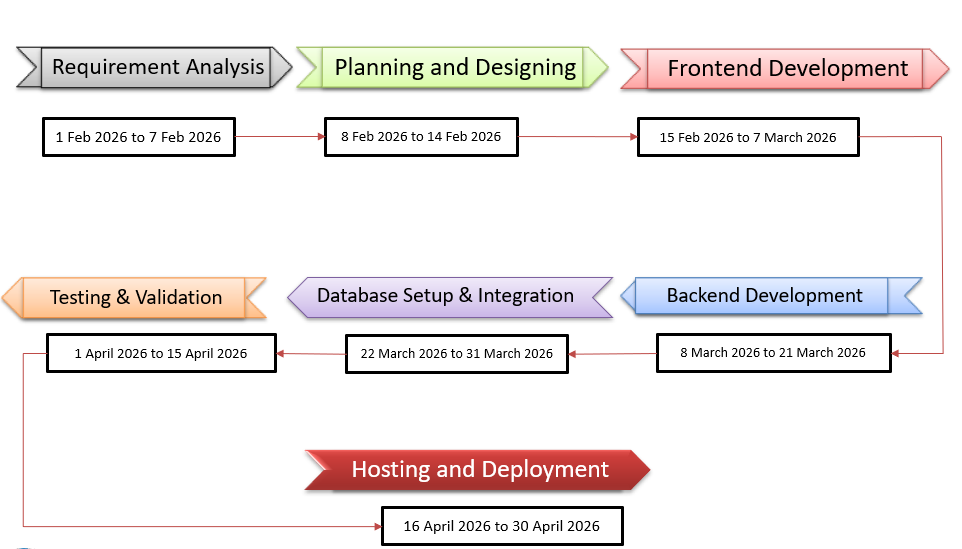 Requirement Analysis
Planning and Designing
Frontend Development
1 Feb 2026 to 7 Feb 2026
8 Feb 2026 to 14 Feb 2026
15 Feb 2026 to 7 March 2026
Backend Development
Database Setup & Integration
Testing & Validation
8 March 2026 to 21 March 2026
22 March 2026 to 31 March 2026
1 April 2026 to 15 April 2026
Hosting and Deployment
16 April 2026 to 30 April 2026